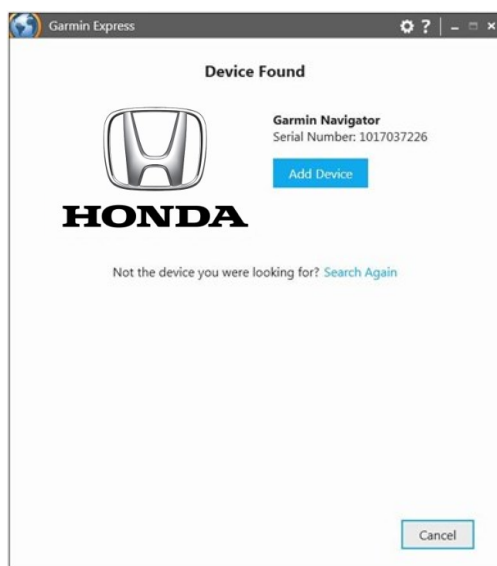 Garmin Express
?
Device Found
Garmin Navigator
Serial Number: 1017037226
Add Device
HONDA
Not the device you were looking for? Search Again
Cancel